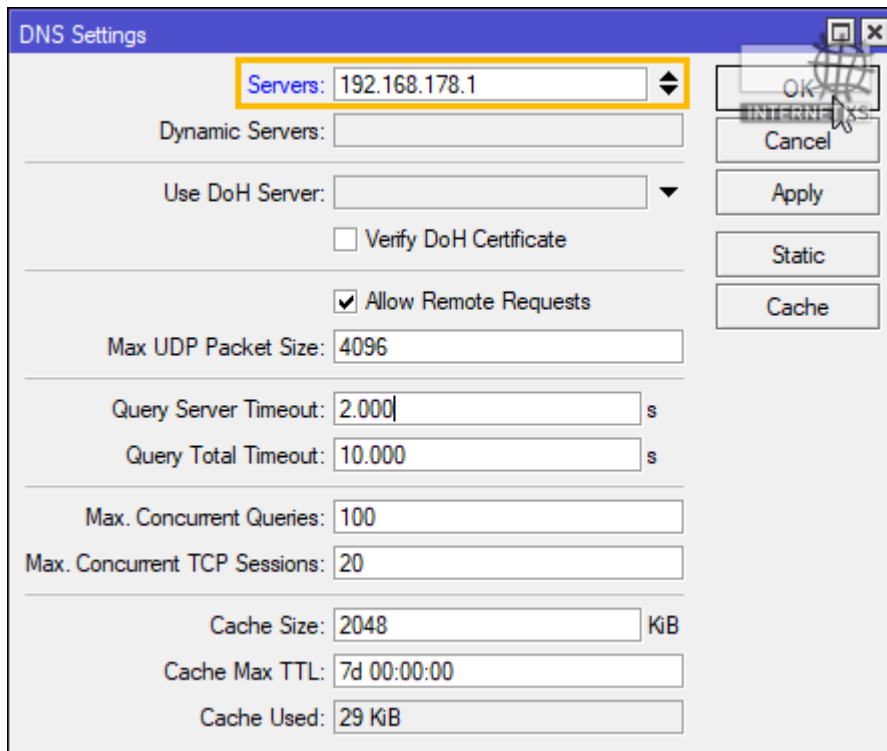 DNS Settings
Servers: 192.168.178.1
OK
INTERNET XS
Dynamic Servers:
Cancel
Use DoH Server:
Apply
Verify DoH Certificate
Static
Allow Remote Requests
Cache
Max UDP Packet Size: 4096
Query Server Timeout: 2.000 s
Query Total Timeout: 10.000 s
Max. Concurrent Queries: 100
Max. Concurrent TCP Sessions: 20
Cache Size: 2048 KiB
Cache Max TTL: 7d 00:00:00
Cache Used: 29 KiB